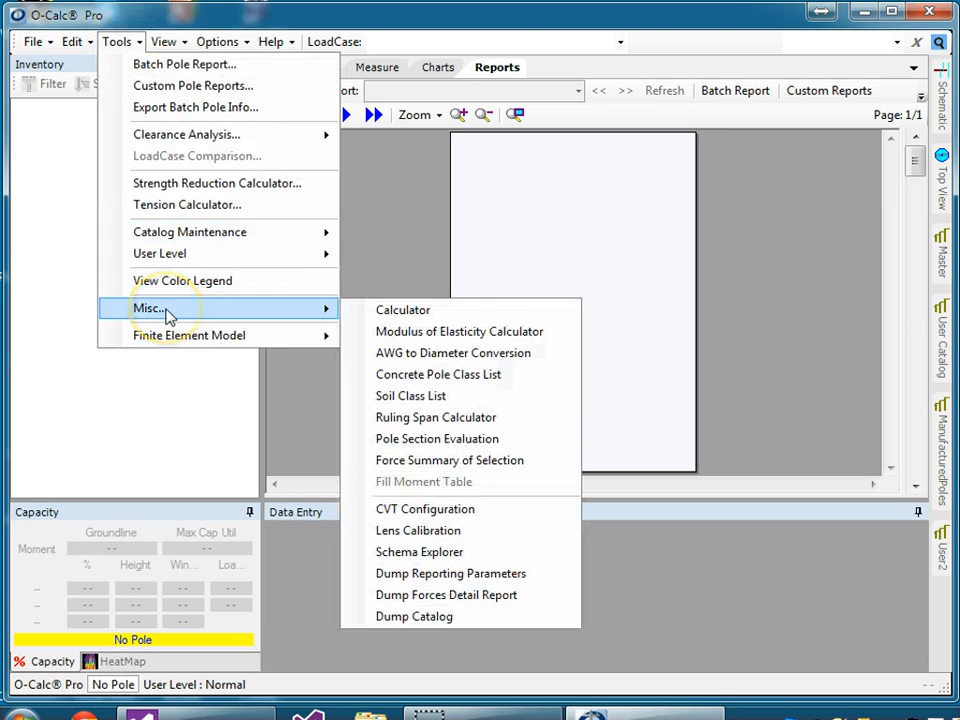 O-Calc® Pro
File Edit Tools View Options Help LoadCase:
Inventory
Filter
Measure Charts Reports
ort: << >> Refresh Batch Report Custom Reports
Zoom Page: 1/1
Batch Pole Report...
Custom Pole Reports...
Export Batch Pole Info...
Clearance Analysis...
LoadCase Comparison...
Strength Reduction Calculator...
Tension Calculator...
Catalog Maintenance
User Level
View Color Legend
Misc...
Finite Element Model
Calculator
Modulus of Elasticity Calculator
AWG to Diameter Conversion
Concrete Pole Class List
Soil Class List
Ruling Span Calculator
Pole Section Evaluation
Force Summary of Selection
Fill Moment Table
CVT Configuration
Lens Calibration
Schema Explorer
Dump Reporting Parameters
Dump Forces Detail Report
Dump Catalog
Schematic
Top View
Master
User Catalog
ManufacturedPoles
User2
Capacity
Groundline Max Cap Util
Moment -- --
% Height Win... Loa...
-- -- -- -- --
-- -- -- -- --
-- -- -- -- --
No Pole
% Capacity HeatMap
Data Entry
O-Calc® Pro No Pole User Level : Normal --